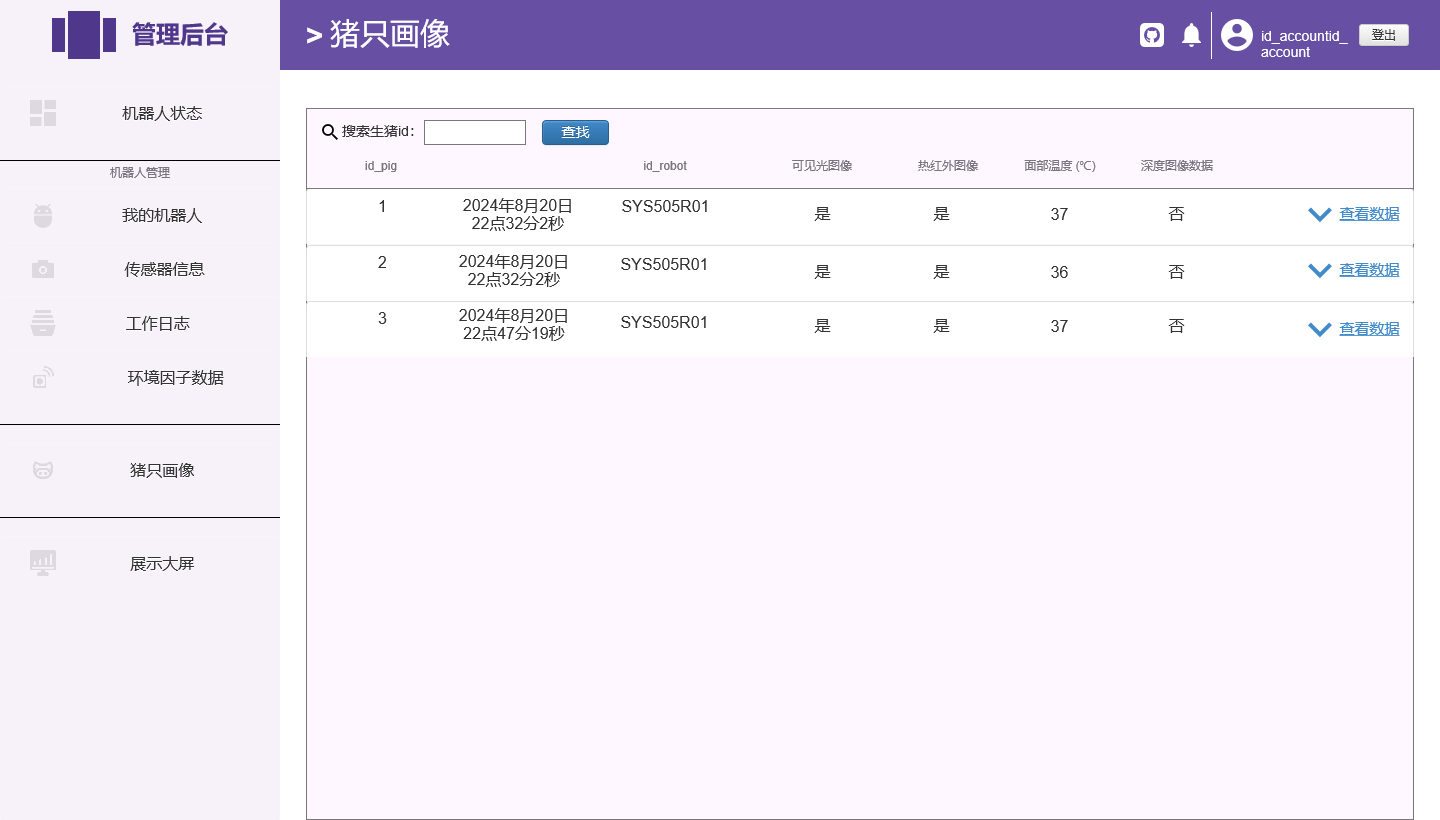 管理后台
> 猪只画像
id_accountid_
account
登出
机器人状态
机器人管理
我的机器人
传感器信息
工作日志
环境因子数据
猪只画像
展示大屏
搜索生猪id：
查找
id_pig id_robot 可见光图像 热红外图像 面部温度 (℃) 深度图像数据
1 2024年8月20日 SYS505R01 是 是 37 否 查看数据
22点32分2秒
2 2024年8月20日 SYS505R01 是 是 36 否 查看数据
22点32分2秒
3 2024年8月20日 SYS505R01 是 是 37 否 查看数据
22点47分19秒